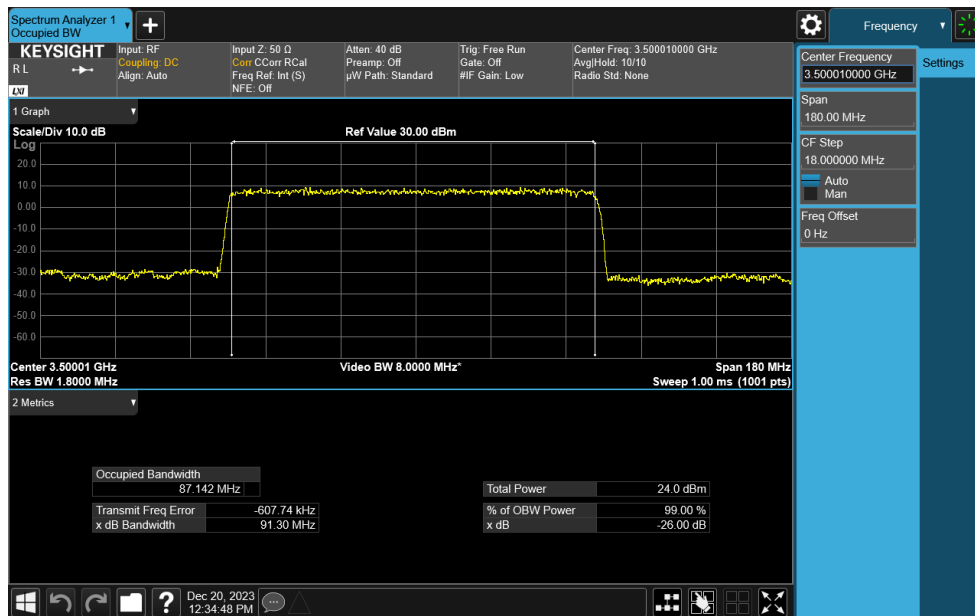 Spectrum Analyzer 1
Occupied BW
Frequency
KEYSIGHT
R L
LXI
Input: RF
Coupling: DC
Align: Auto
Input Z: 50 Ω
Corr CCorr RCal
Freq Ref: Int (S)
NFE: Off
Atten: 40 dB
Preamp: Off
µW Path: Standard
Trig: Free Run
Gate: Off
#IF Gain: Low
Center Freq: 3.500010000 GHz
Avg|Hold: 10/10
Radio Std: None
Center Frequency
3.500010000 GHz
Settings
Span
180.00 MHz
CF Step
18.000000 MHz
Auto
Man
Freq Offset
0 Hz
1 Graph
Scale/Div 10.0 dB
Ref Value 30.00 dBm
Log
20.0
10.0
0.00
-10.0
-20.0
-30.0
-40.0
-50.0
-60.0
Center 3.50001 GHz
Video BW 8.0000 MHz*
Span 180 MHz
Res BW 1.8000 MHz
Sweep 1.00 ms (1001 pts)
2 Metrics
Occupied Bandwidth
87.142 MHz
Total Power 24.0 dBm
Transmit Freq Error -607.74 kHz
% of OBW Power 99.00 %
x dB Bandwidth 91.30 MHz
x dB -26.00 dB
?
Dec 20, 2023
12:34:48 PM